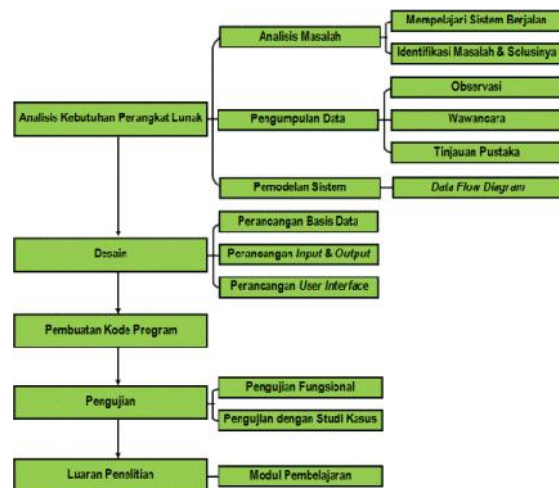 Mempelajari Sistem Berjalan
Analisis Masalah
Identifikasi Masalah & Solusinya
Observasi
Analisis Kebutuhan Perangkat Lunak
Pengumpulan Data
Wawancara
Tinjauan Pustaka
Pemodelan Sistem
Data Flow Diagram
Perancangan Basis Data
Desain
Perancangan Input & Output
Perancangan User Interface
Pembuatan Kode Program
Pengujian Fungsional
Pengujian
Pengujian dengan Studi Kasus
Luaran Penelitian
Modul Pembelajaran